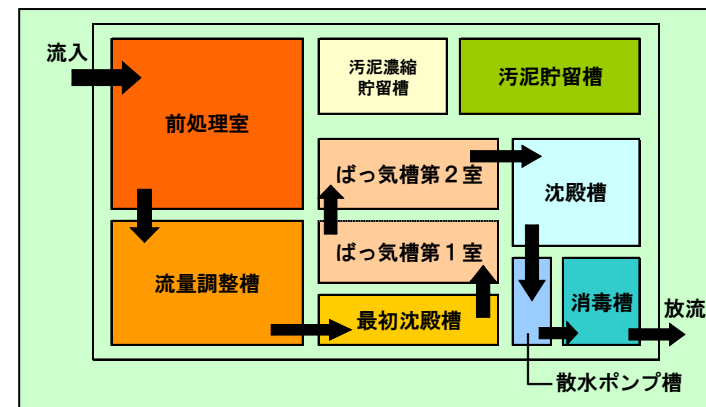 流入
前処理室
汚泥濃縮
貯留槽
汚泥貯留槽
ばっ気槽第２室
沈殿槽
ばっ気槽第１室
流量調整槽
最初沈殿槽
消毒槽
放流
散水ポンプ槽